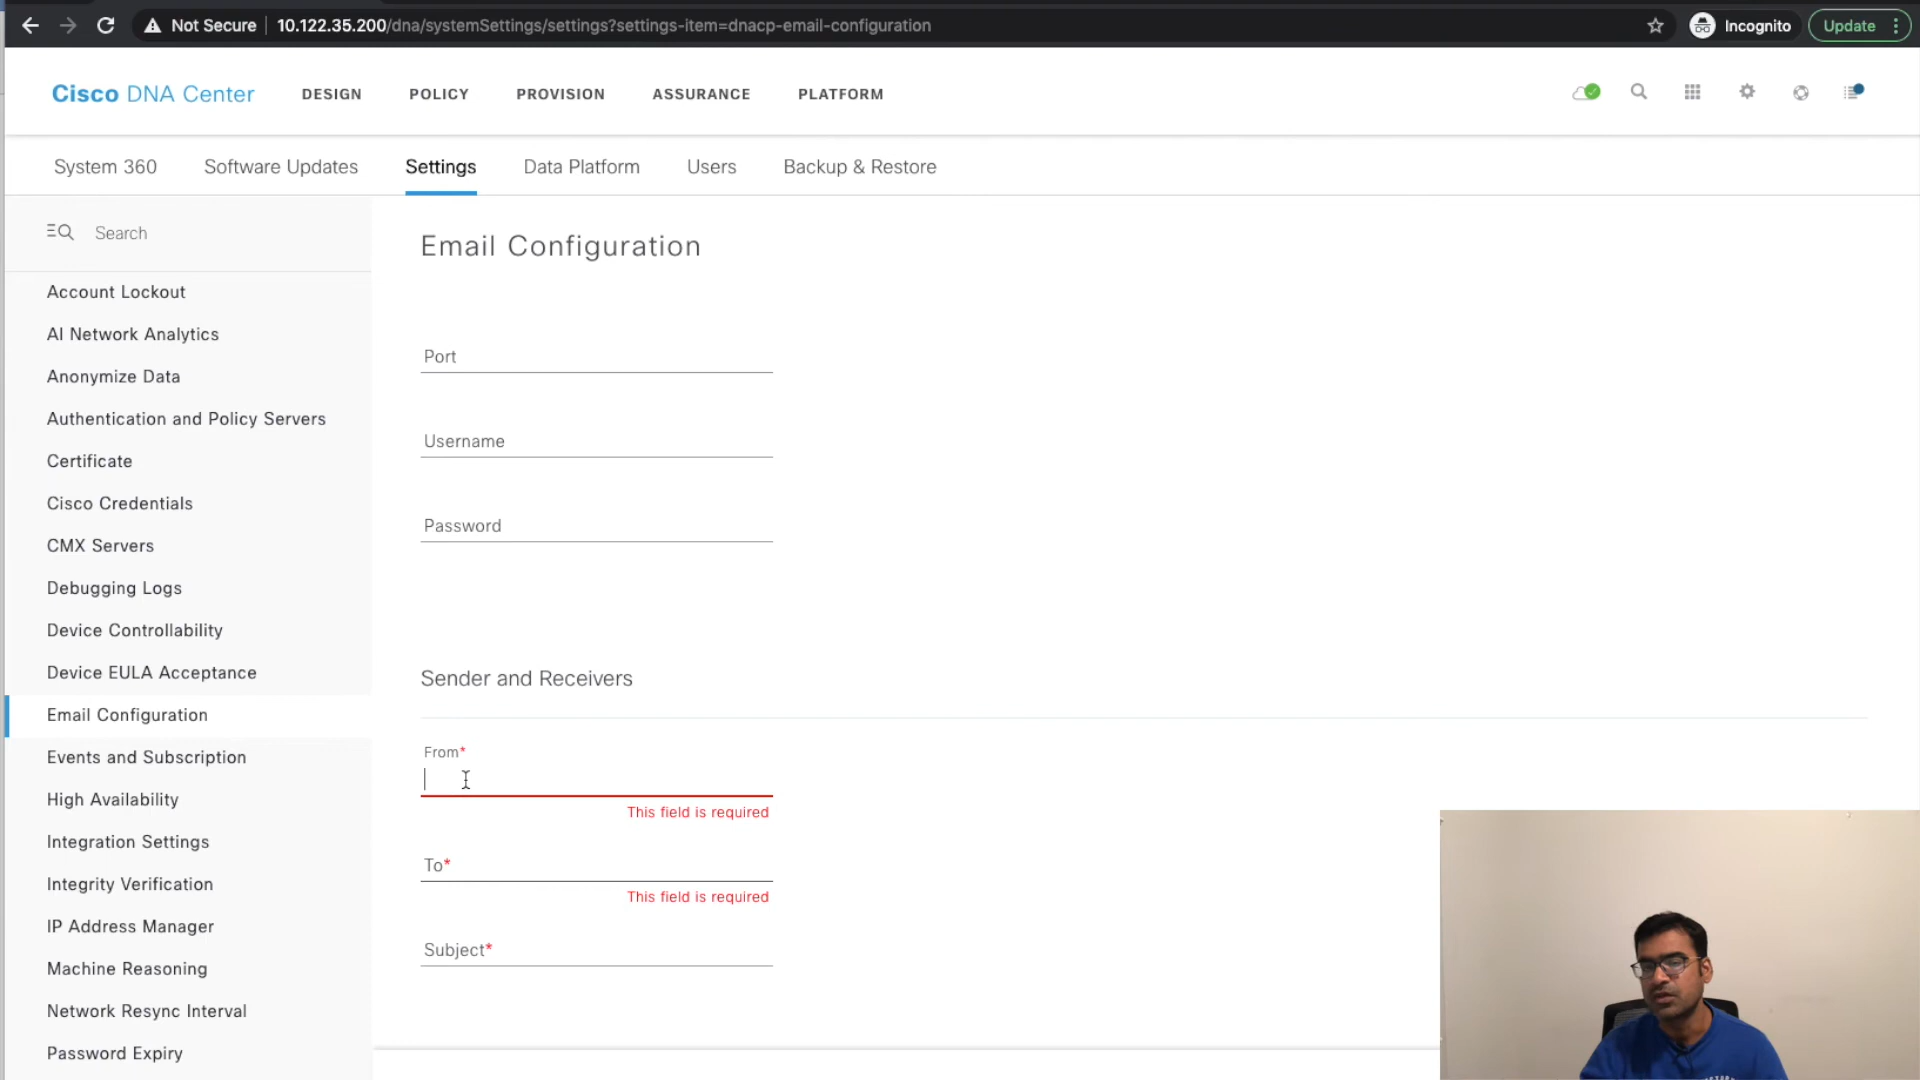 Not Secure 10.122.35.200/dna/systemSettings/settings?settings-item=dnacp-email-configuration Incognito Update
Cisco DNA Center DESIGN POLICY PROVISION ASSURANCE PLATFORM
System 360 Software Updates Settings Data Platform Users Backup & Restore
Search
Account Lockout
AI Network Analytics
Anonymize Data
Authentication and Policy Servers
Certificate
Cisco Credentials
CMX Servers
Debugging Logs
Device Controllability
Device EULA Acceptance
Email Configuration
Events and Subscription
High Availability
Integration Settings
Integrity Verification
IP Address Manager
Machine Reasoning
Network Resync Interval
Password Expiry
Email Configuration
Port
Username
Password
Sender and Receivers
From*
This field is required
To*
This field is required
Subject*